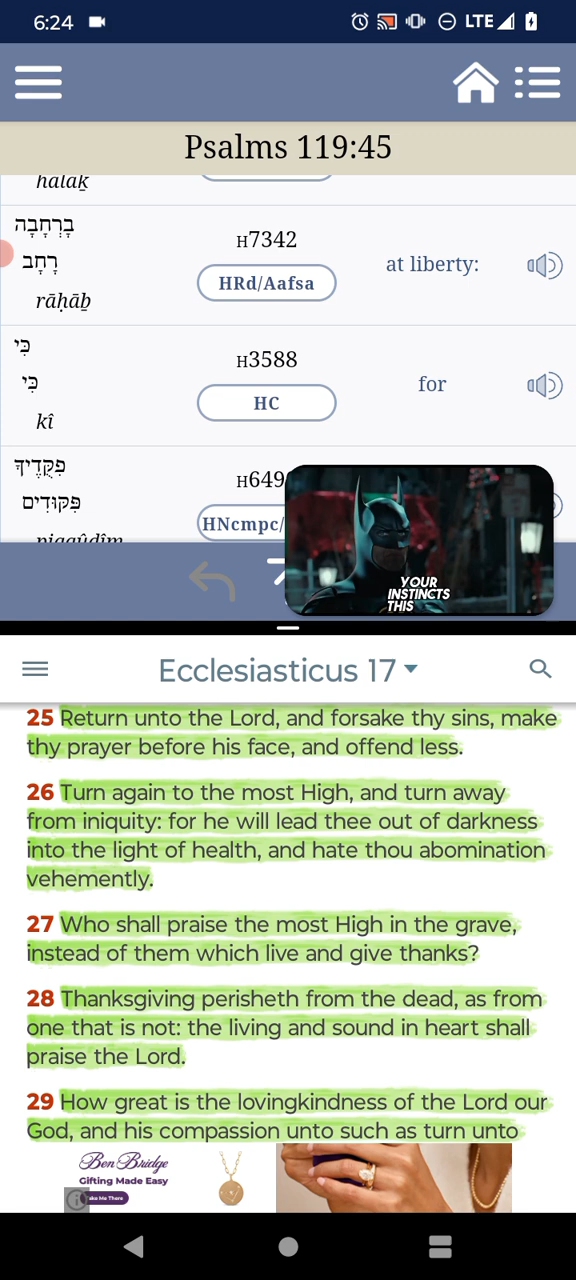 6:24
LTE
Psalms 119:45
halaḵ
בָרְחָבָה
H7342
רָחָב
HRd/Aafsa
at liberty:
rāḥāḇ
כִּי
H3588
כִּי
HC
for
kî
פִקֻּדֶיךָ
H649
פִּקּוּדִים
HNcmpc/
piqqûdîm
YOUR
INSTINCTS
THIS
Ecclesiasticus 17
25 Return unto the Lord, and forsake thy sins, make
thy prayer before his face, and offend less.
26 Turn again to the most High, and turn away
from iniquity: for he will lead thee out of darkness
into the light of health, and hate thou abomination
vehemently.
27 Who shall praise the most High in the grave,
instead of them which live and give thanks?
28 Thanksgiving perisheth from the dead, as from
one that is not: the living and sound in heart shall
praise the Lord.
29 How great is the lovingkindness of the Lord our
God, and his compassion unto such as turn unto
Ben Bridge
Gifting Made Easy
ake Me There